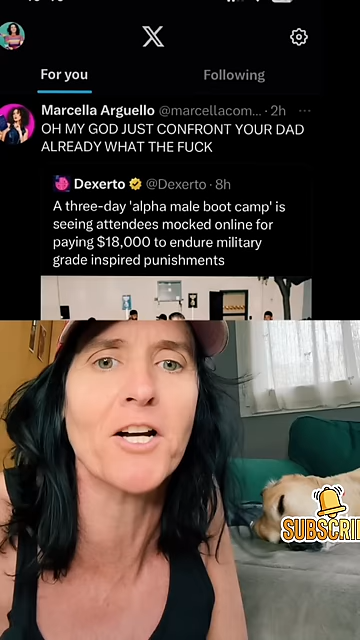 For you
Following
Marcella Arguello @marcellacom... · 2h
OH MY GOD JUST CONFRONT YOUR DAD
ALREADY WHAT THE FUCK
Dexerto @Dexerto · 8h
A three-day 'alpha male boot camp' is
seeing attendees mocked online for
paying $18,000 to endure military
grade inspired punishments